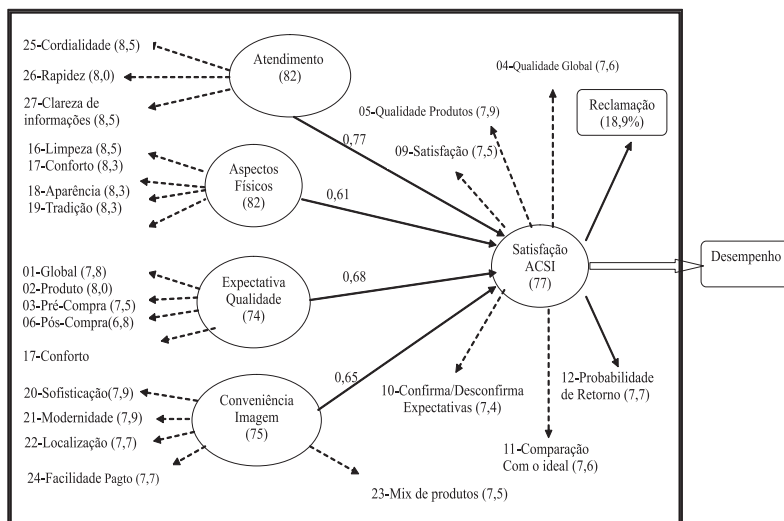 25-Cordialidade (8,5)
26-Rapidez (8,0)
27-Clareza de
informações (8,5)
Atendimento
(82)
0,77
16-Limpeza (8,5)
17-Conforto (8,3)
18-Aparência (8,3)
19-Tradição (8,3)
Aspectos
Físicos
(82)
0,61
01-Global (7,8)
02-Produto (8,0)
03-Pré-Compra (7,5)
06-Pós-Compra(6,8)
17-Conforto
Expectativa
Qualidade
(74)
0,68
20-Sofisticação(7,9)
21-Modernidade (7,9)
22-Localização (7,7)
24-Facilidade Pagto (7,7)
Conveniência
Imagem
(75)
0,65
23-Mix de produtos (7,5)
04-Qualidade Global (7,6)
05-Qualidade Produtos (7,9)
09-Satisfação (7,5)
Reclamação
(18,9%)
Satisfação
ACSI
(77)
Desempenho
10-Confirma/Desconfirma
Expectativas (7,4)
11-Comparação
Com o ideal (7,6)
12-Probabilidade
de Retorno (7,7)